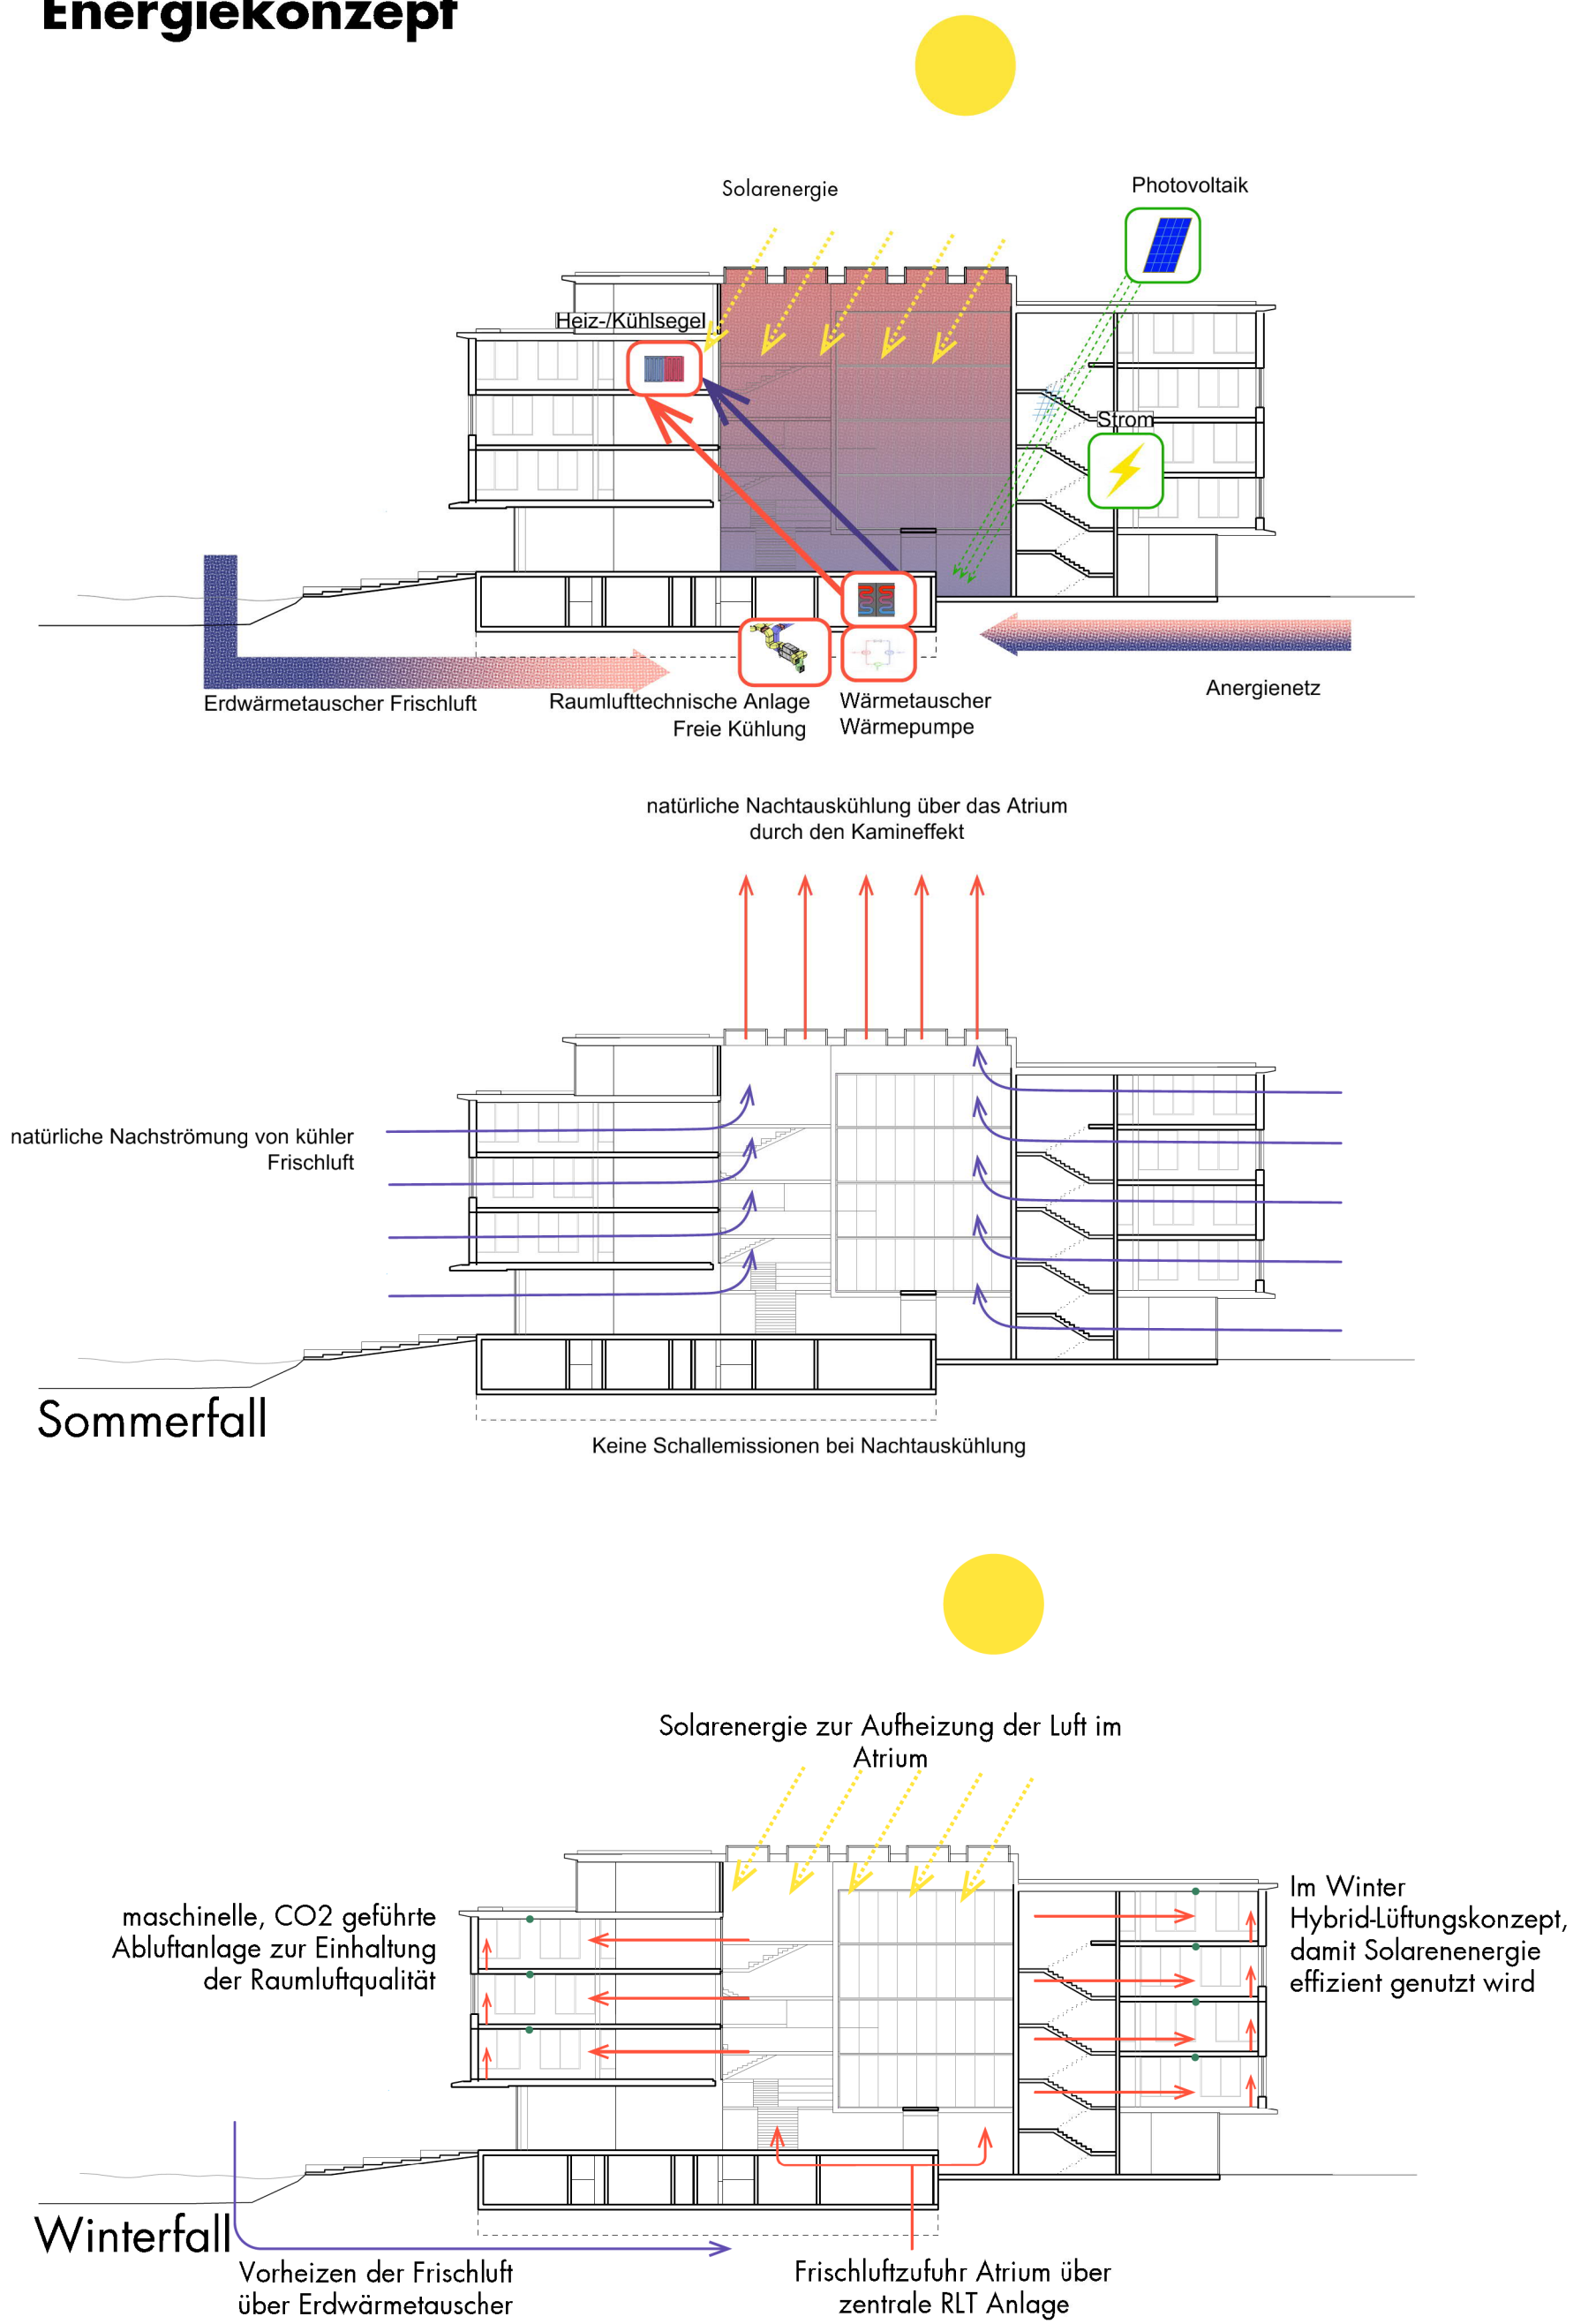 Energiekonzept
Solarenergie
Photovoltaik
Heiz-/Kühlsegel
Strom
Erdwärmetauscher Frischluft
Raumlufttechnische Anlage
Freie Kühlung
Wärmetauscher
Wärmepumpe
Anergienetz
natürliche Nachtauskühlung über das Atrium
durch den Kamineffekt
natürliche Nachströmung von kühler
Frischluft
Sommerfall
Keine Schallemissionen bei Nachtauskühlung
Solarenergie zur Aufheizung der Luft im
Atrium
maschinelle, CO2 geführte
Abluftanlage zur Einhaltung
der Raumluftqualität
Im Winter
Hybrid-Lüftungskonzept,
damit Solarenenergie
effizient genutzt wird
Winterfall
Vorheizen der Frischluft
über Erdwärmetauscher
Frischluftzufuhr Atrium über
zentrale RLT Anlage